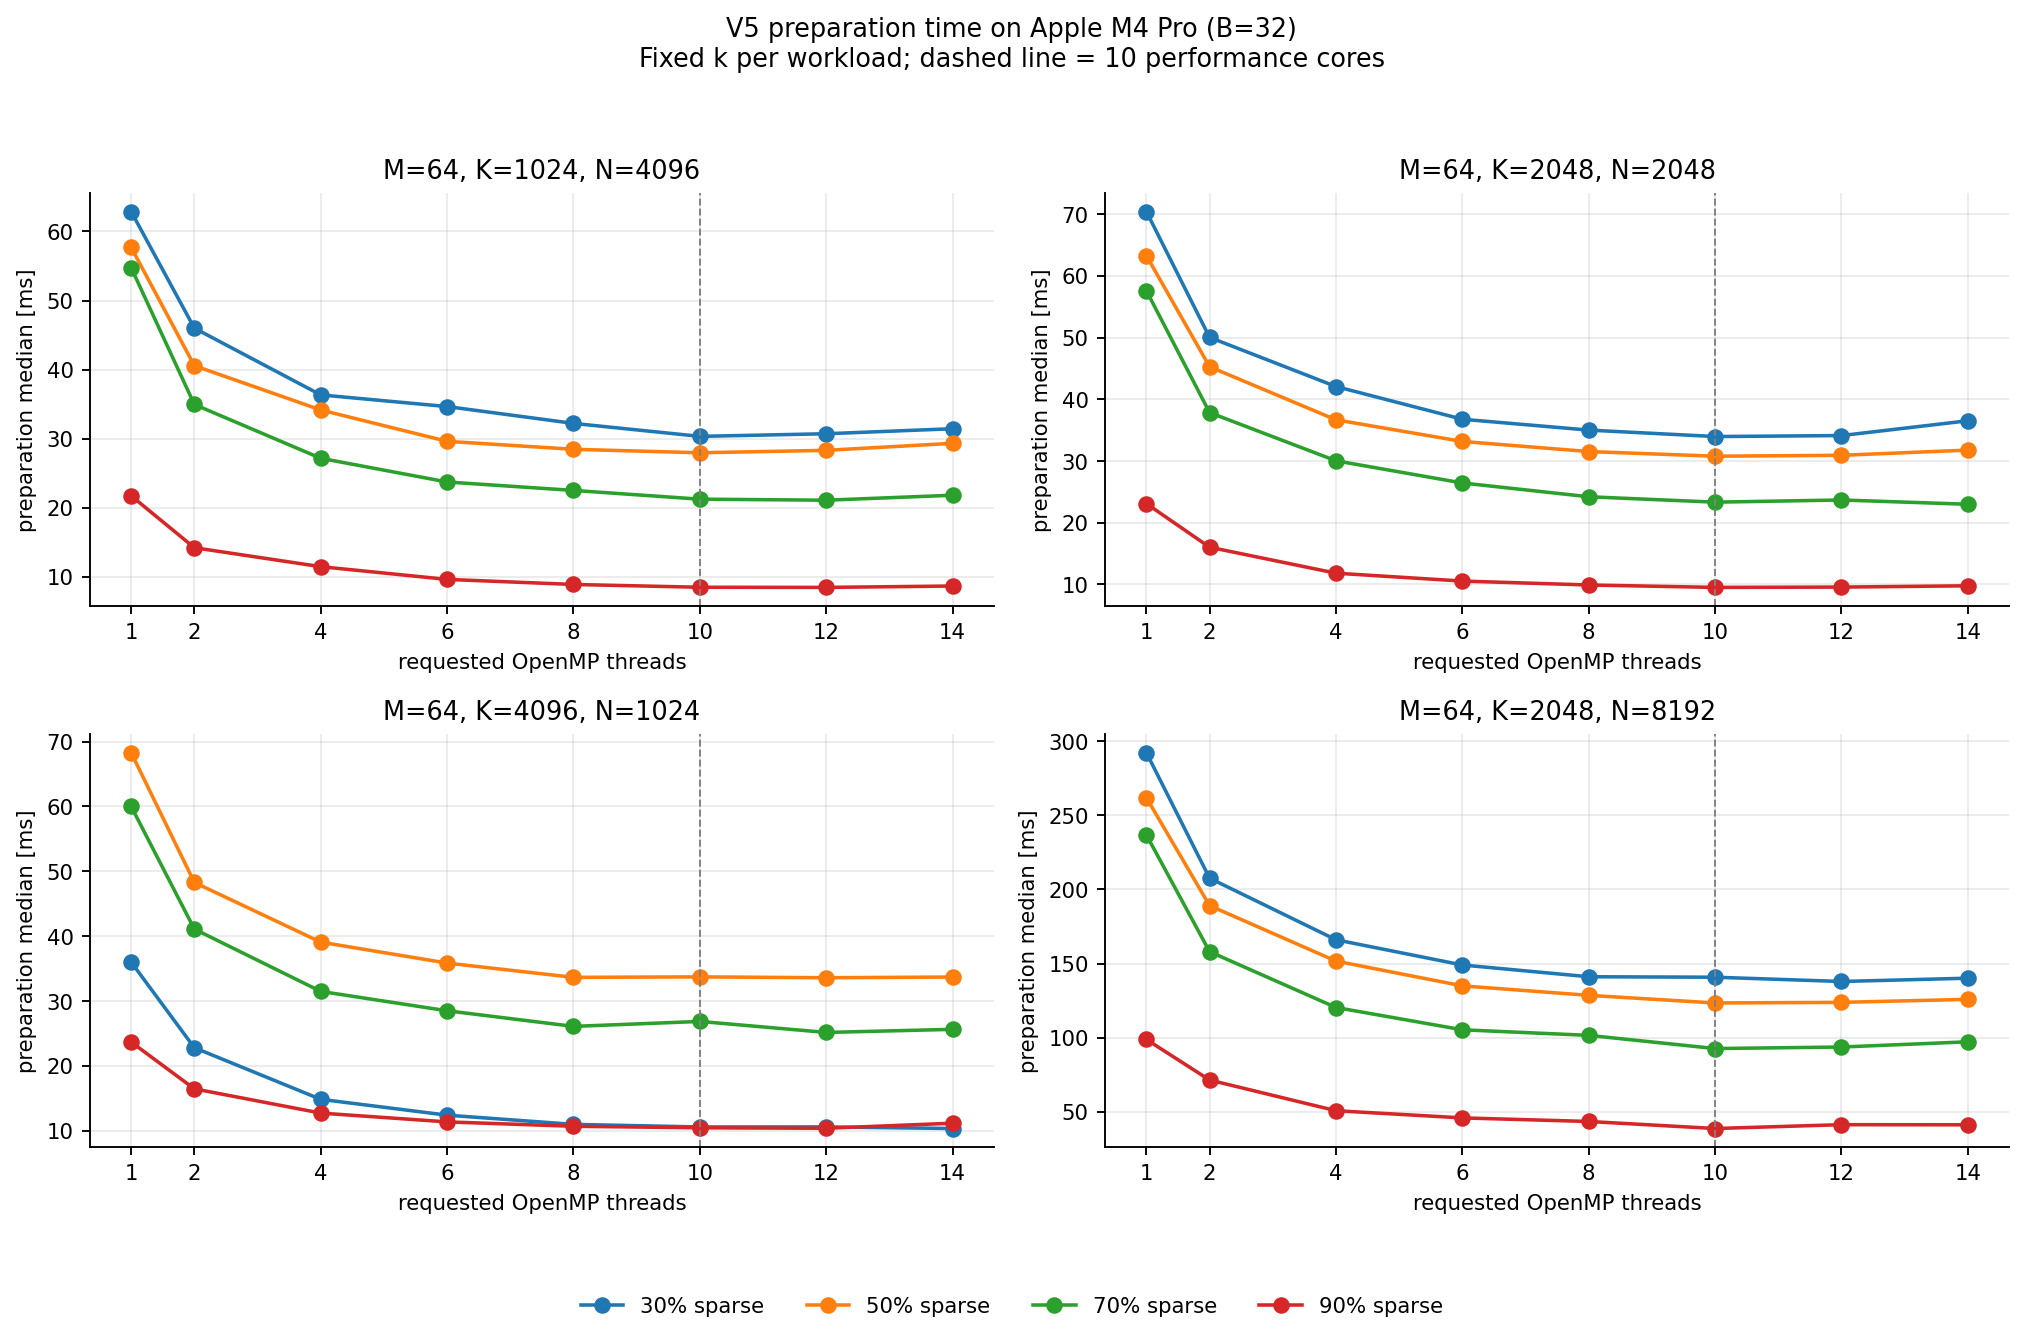 V5 preparation time on Apple M4 Pro (B=32)
Fixed k per workload; dashed line = 10 performance cores
M=64, K=1024, N=4096
preparation median [ms]
60
50
40
30
20
10
1 2 4 6 8 10 12 14
requested OpenMP threads
M=64, K=2048, N=2048
preparation median [ms]
70
60
50
40
30
20
10
1 2 4 6 8 10 12 14
requested OpenMP threads
M=64, K=4096, N=1024
preparation median [ms]
70
60
50
40
30
20
10
1 2 4 6 8 10 12 14
requested OpenMP threads
M=64, K=2048, N=8192
preparation median [ms]
300
250
200
150
100
50
1 2 4 6 8 10 12 14
requested OpenMP threads
30% sparse 50% sparse 70% sparse 90% sparse